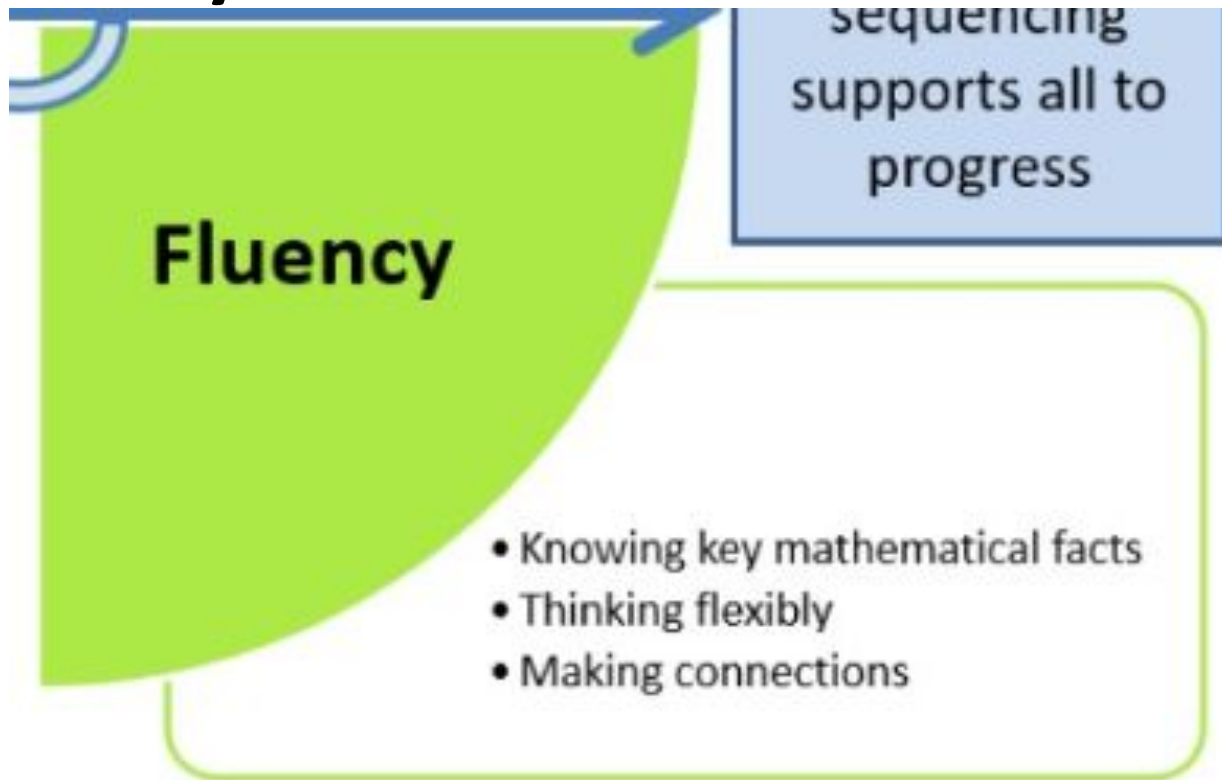 sequencing
supports all to
progress
Fluency
• Knowing key mathematical facts
• Thinking flexibly
• Making connections